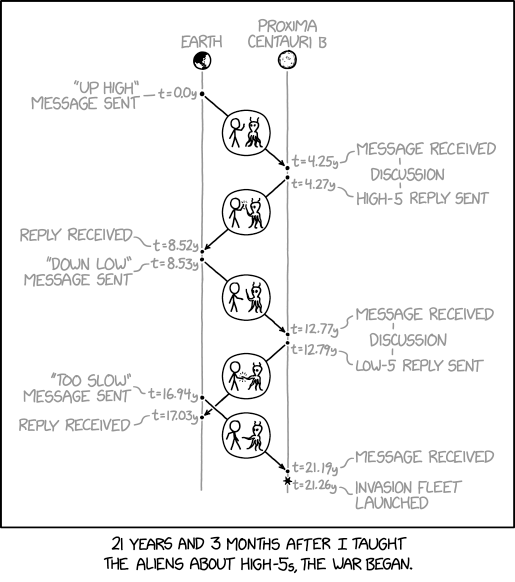 EARTH
PROXIMA
CENTAURI B
"UP HIGH"
MESSAGE SENT
t=0.0y
t=4.25y
MESSAGE RECEIVED
DISCUSSION
t=4.27y
HIGH-5 REPLY SENT
REPLY RECEIVED
t=8.52y
"DOWN LOW"
MESSAGE SENT
t=8.53y
t=12.77y
MESSAGE RECEIVED
DISCUSSION
t=12.79y
LOW-5 REPLY SENT
"TOO SLOW"
MESSAGE SENT
t=16.94y
REPLY RECEIVED
t=17.03y
t=21.19y
MESSAGE RECEIVED
t=21.26y
INVASION FLEET
LAUNCHED
21 YEARS AND 3 MONTHS AFTER I TAUGHT
THE ALIENS ABOUT HIGH-5s, THE WAR BEGAN.